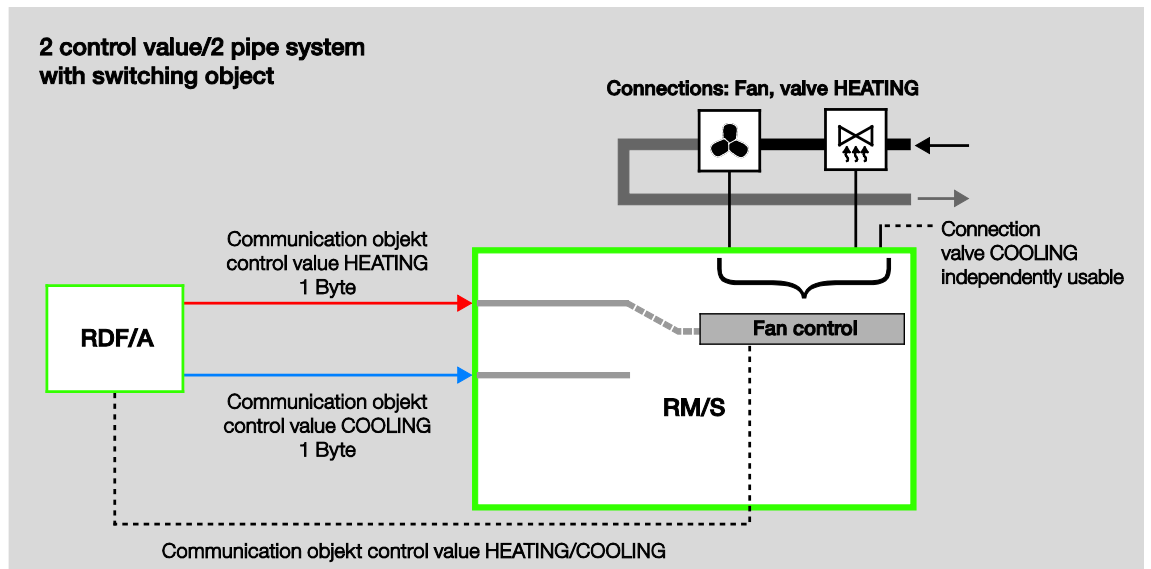 2 control value/2 pipe system
with switching object
Connections: Fan, valve HEATING
Connection
valve COOLING
independently usable
Communication objekt
control value HEATING
1 Byte
RDF/A
Fan control
RM/S
Communication objekt
control value COOLING
1 Byte
Communication objekt control value HEATING/COOLING